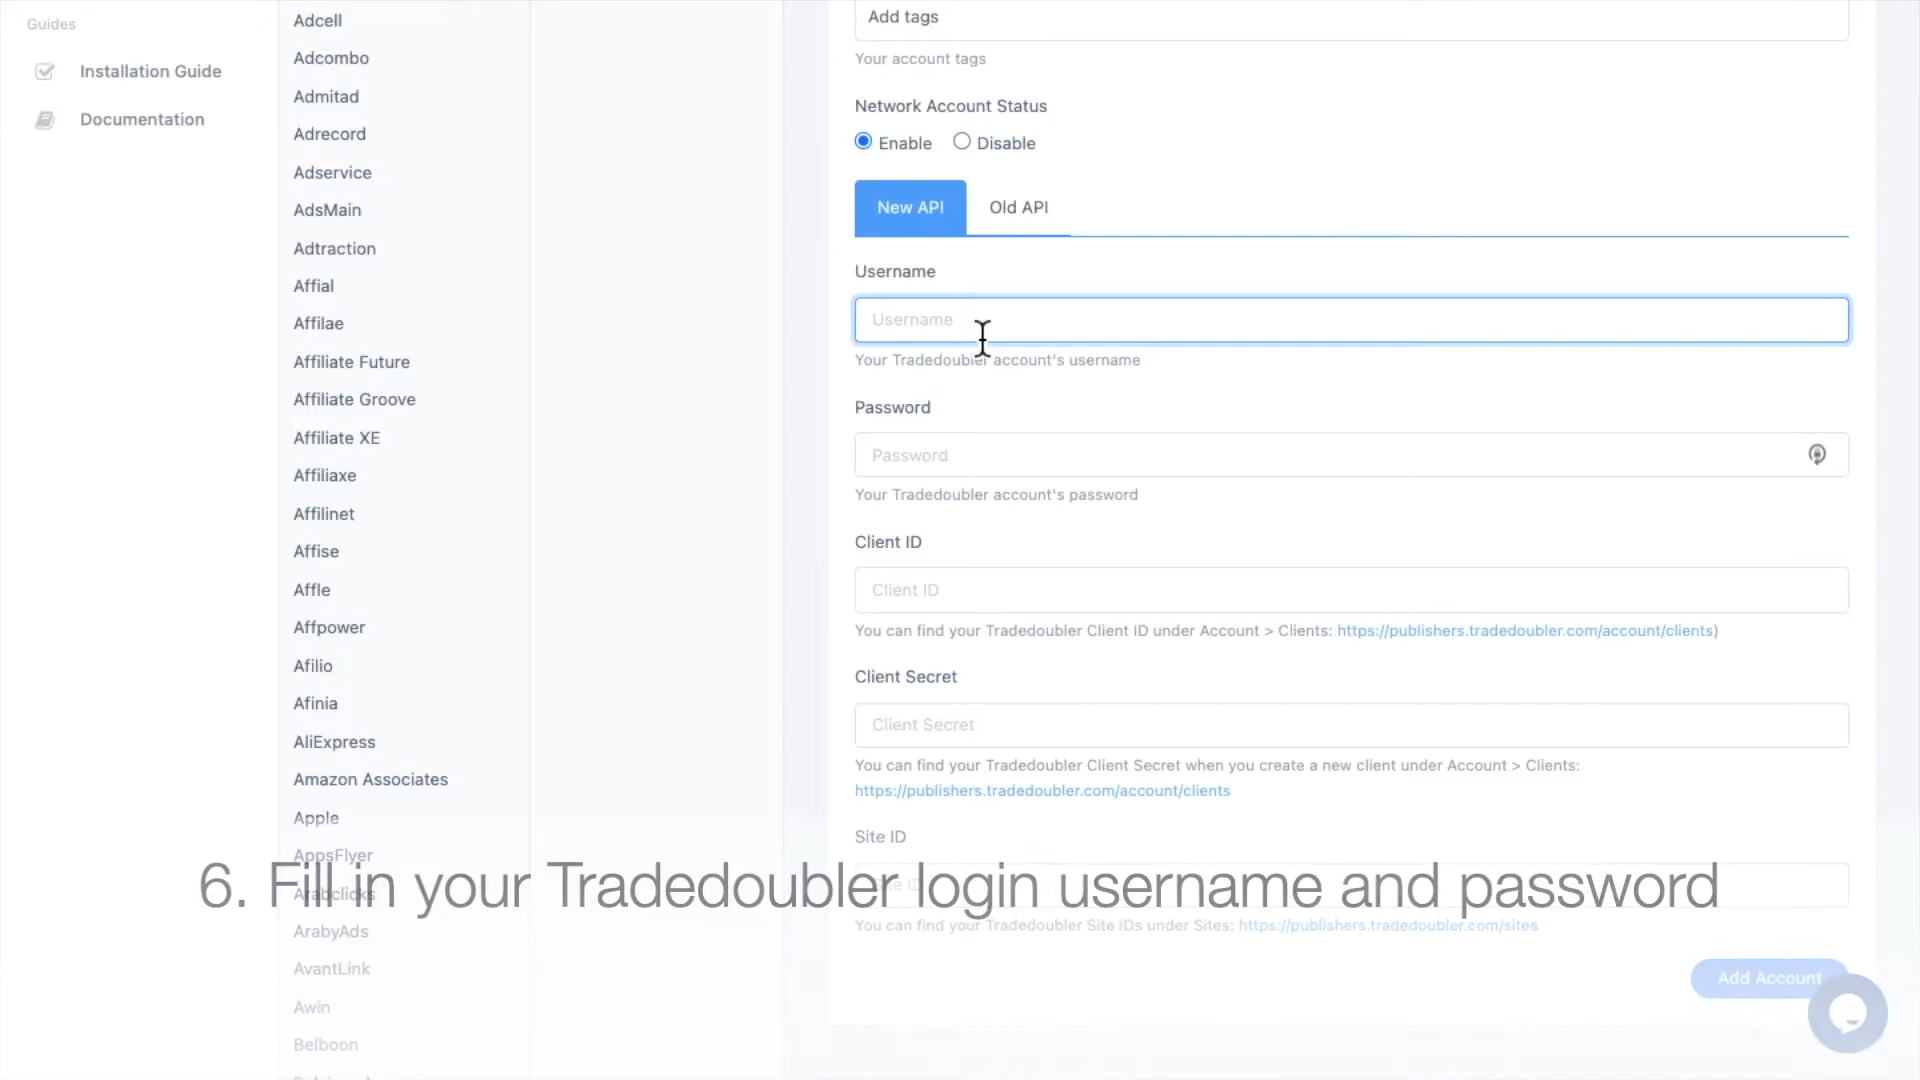 Guides
Installation Guide
Documentation
Adcell
Adcombo
Admitad
Adrecord
Adservice
AdsMain
Adtraction
Affial
Affilae
Affiliate Future
Affiliate Groove
Affiliate XE
Affiliaxe
Affilinet
Affise
Affle
Affpower
Afilio
Afinia
AliExpress
Amazon Associates
Apple
AppsFlyer
Arabclicks
ArabyAds
AvantLink
Awin
Belboon
Add tags
Your account tags
Network Account Status
Enable Disable
New API Old API
Username
Username
Your Tradedoubler account's username
Password
Password
Your Tradedoubler account's password
Client ID
Client ID
You can find your Tradedoubler Client ID under Account > Clients: https://publishers.tradedoubler.com/account/clients)
Client Secret
Client Secret
You can find your Tradedoubler Client Secret when you create a new client under Account > Clients:
https://publishers.tradedoubler.com/account/clients
Site ID
You can find your Tradedoubler Site IDs under Sites: https://publishers.tradedoubler.com/sites
Add Account
6. Fill in your Tradedoubler login username and password